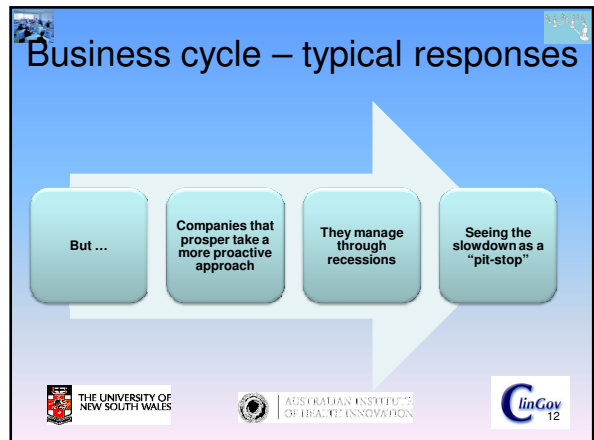 Business cycle – typical responses
But …
Companies that
prosper take a
more proactive
approach
They manage
through
recessions
Seeing the
slowdown as a
“pit-stop”
THE UNIVERSITY OF
NEW SOUTH WALES
AUSTRALIAN INSTITUTE
OF HEALTH INNOVATION
ClinGov
12